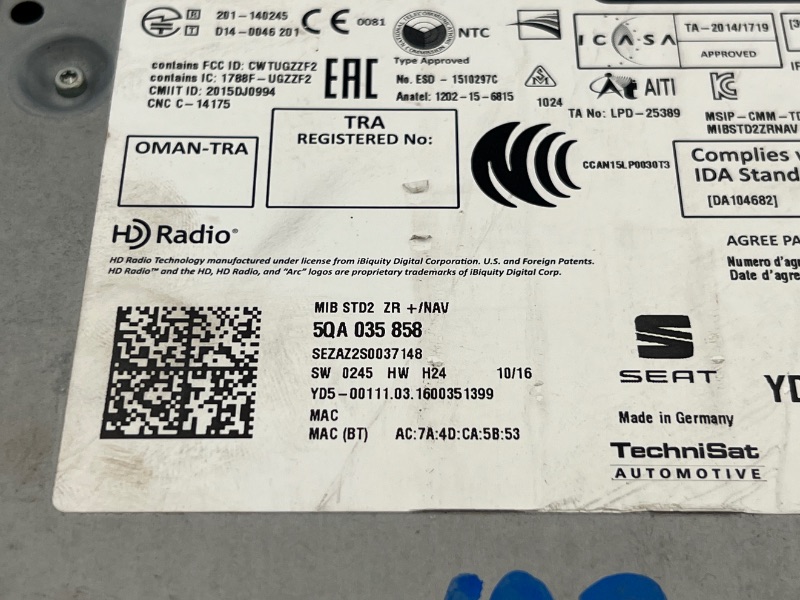 R 201-140245
T D14-0046 201
CE 0081
NTC
Type Approved
No. ESD - 1510297C
Anatel: 1202-15-6815
1024
ICASA
TA-2014/1719
APPROVED
contains FCC ID: CWTUGZZF2
contains IC: 1788F-UGZZF2
CMIIT ID: 2015DJ0994
CNC C-14175
EAC
AITI
TA No: LPD-25389
MSIP-CMM-
MIBSTD2ZRNAV
OMAN-TRA
TRA
REGISTERED No:
CCAN15LP0030T3
Complies
IDA Stand
[DA104682]
HD Radio®
HD Radio Technology manufactured under license from iBiquity Digital Corporation. U.S. and Foreign Patents.
HD Radio™ and the HD, HD Radio, and "Arc" logos are proprietary trademarks of iBiquity Digital Corp.
AGREE PA
Numero d'ag
Date d'agre
MIB STD2 ZR +/NAV
5QA 035 858
SEZAZ2S0037148
SW 0245 HW H24 10/16
YD5-00111.03.1600351399
MAC
MAC (BT) AC:7A:4D:CA:5B:53
SEAT
YD
Made in Germany
TechniSat
AUTOMOTIVE